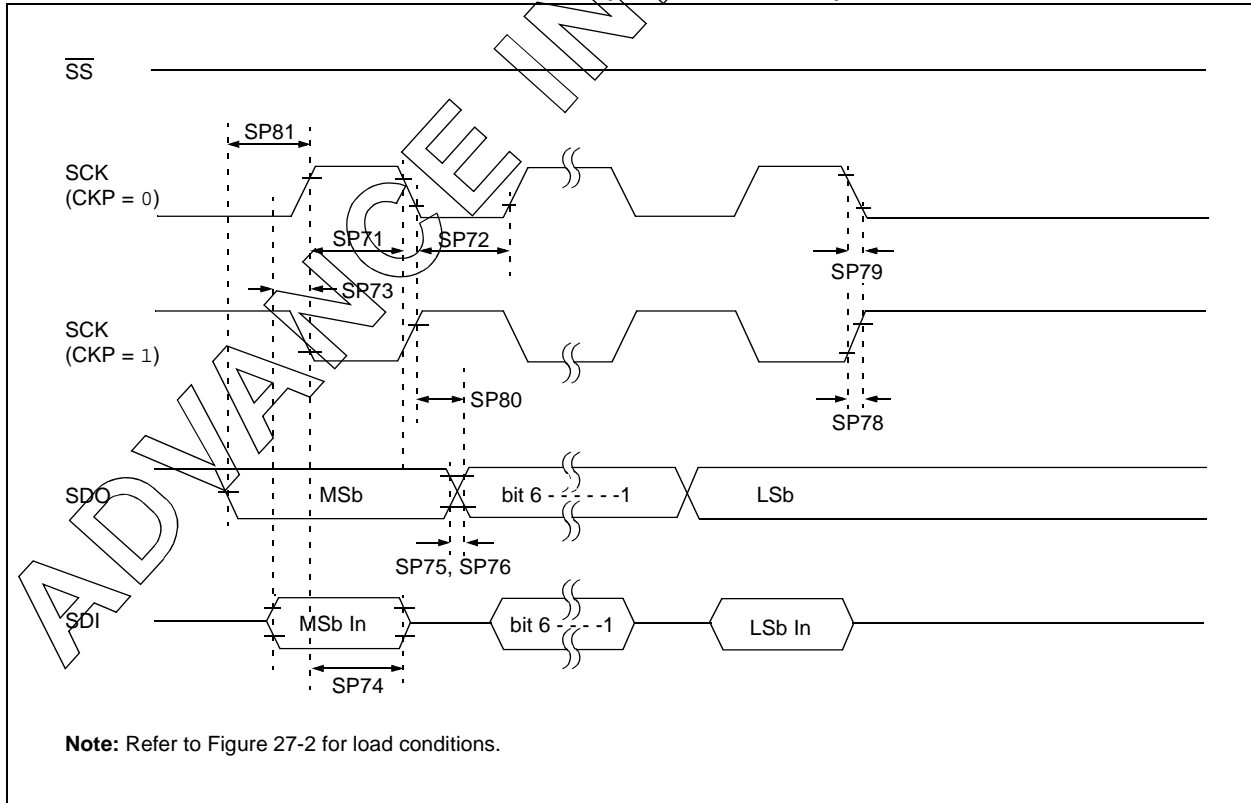 SS
SP81
SCK
(CKP = 0)
SP71
SP72
SP79
SP73
SCK
(CKP = 1)
SP80
SP78
SDO
MSb
bit 6 - - - - - -1
LSb
SP75, SP76
SDI
MSb In
bit 6 - - - -1
LSb In
SP74
Note: Refer to Figure 27-2 for load conditions.
ADVANCE